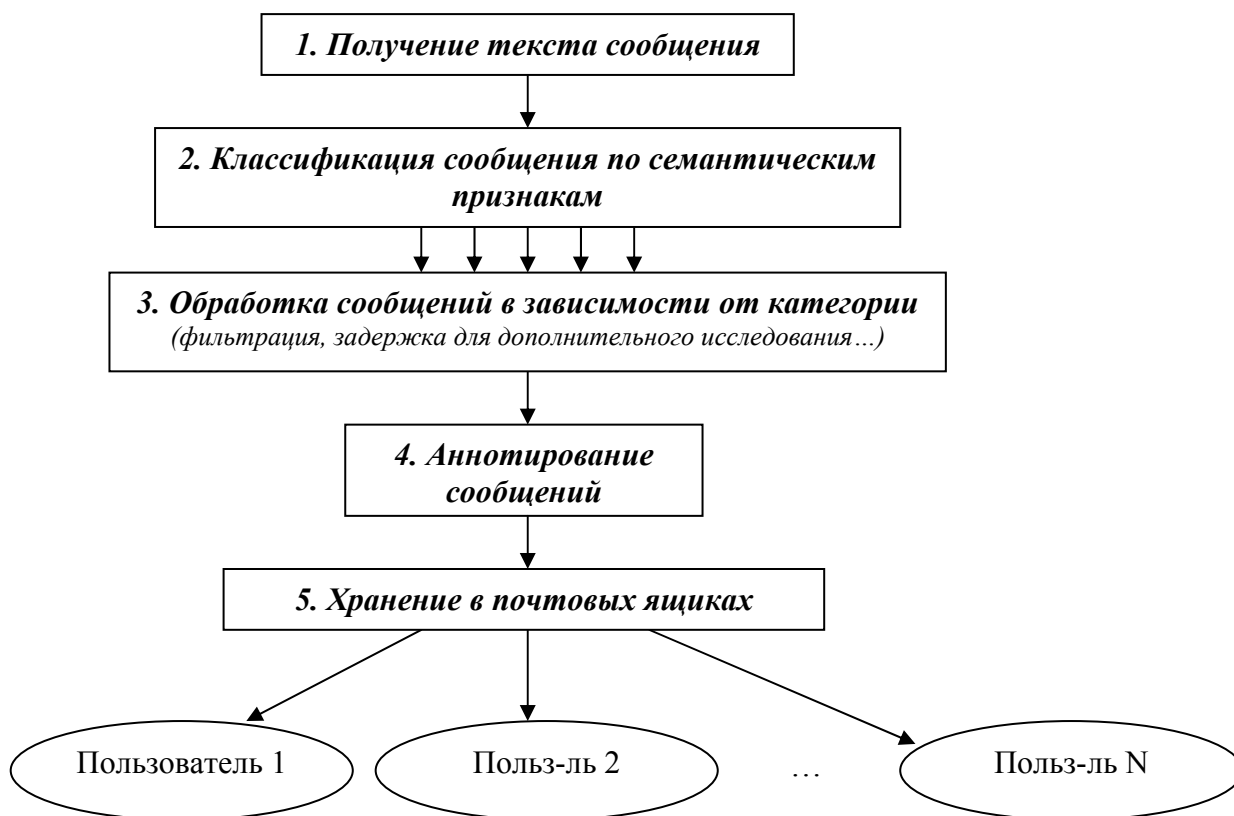 1. Получение текста сообщения
2. Классификация сообщения по семантическим
признакам
3. Обработка сообщений в зависимости от категории
(фильтрация, задержка для дополнительного исследования…)
4. Аннотирование
сообщений
5. Хранение в почтовых ящиках
Пользователь 1
Польз-ль 2
…
Польз-ль N